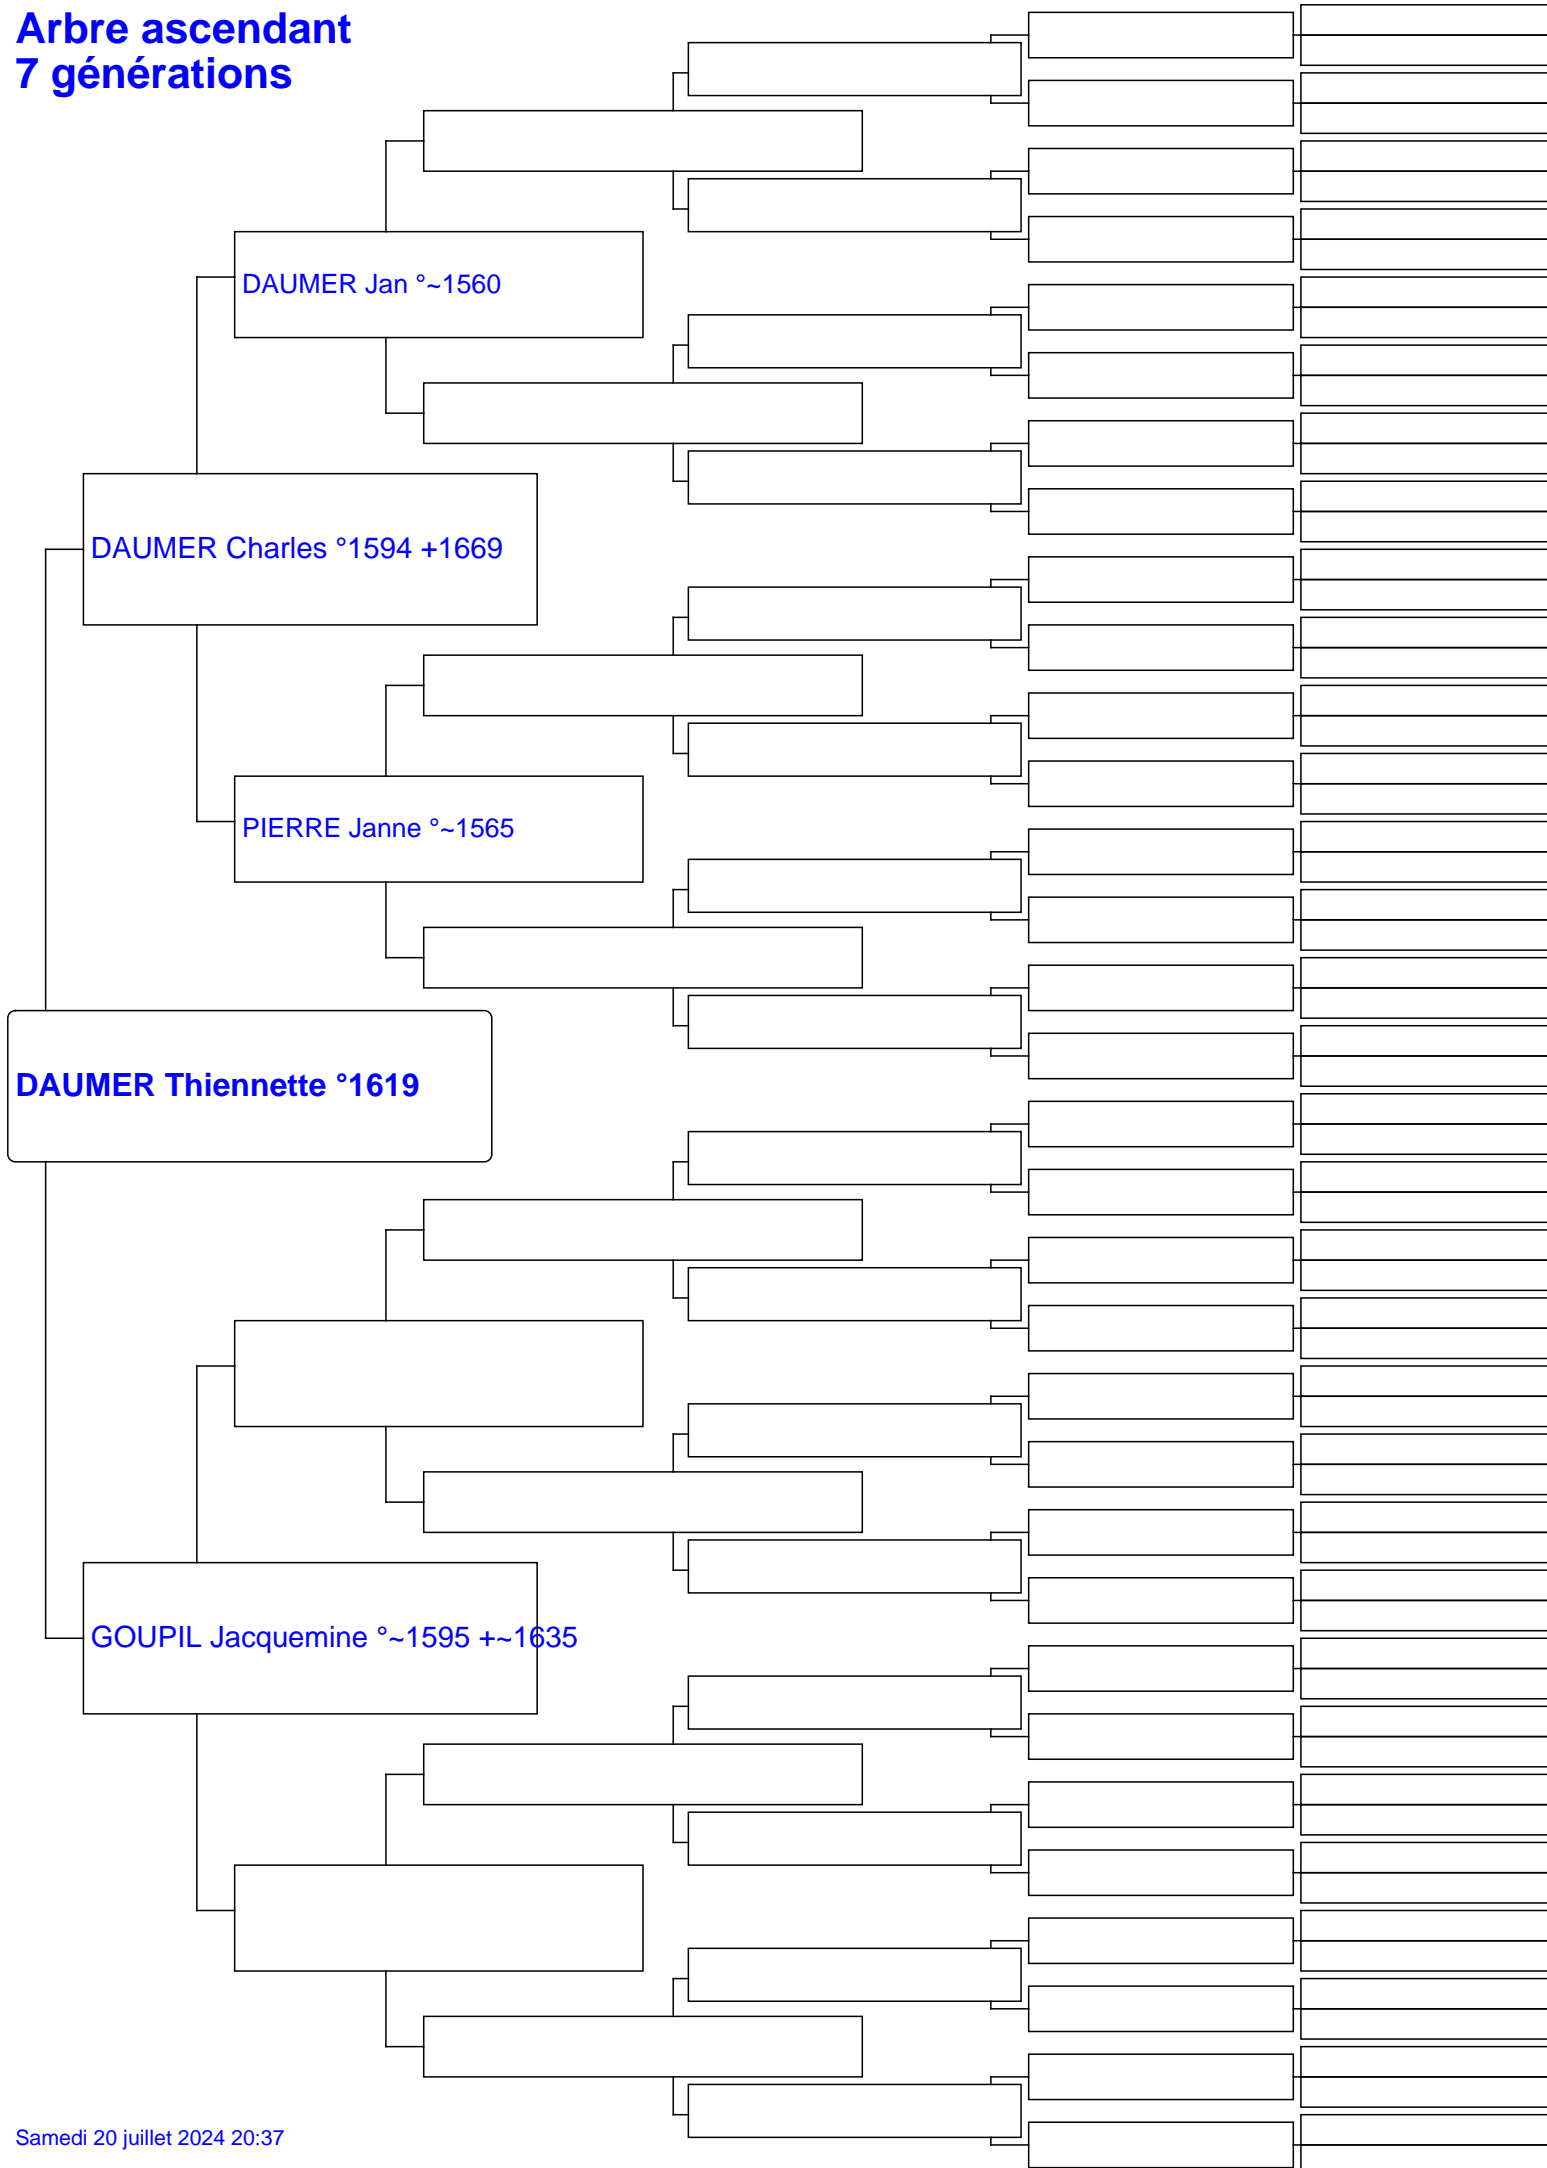 Arbre ascendant
7 générations
DAUMER Jan °~1560
DAUMER Charles °1594 +1669
PIERRE Janne °~1565
DAUMER Thiennette °1619
GOUPIL Jacquemine °~1595 +~1635
Samedi 20 juillet 2024 20:37